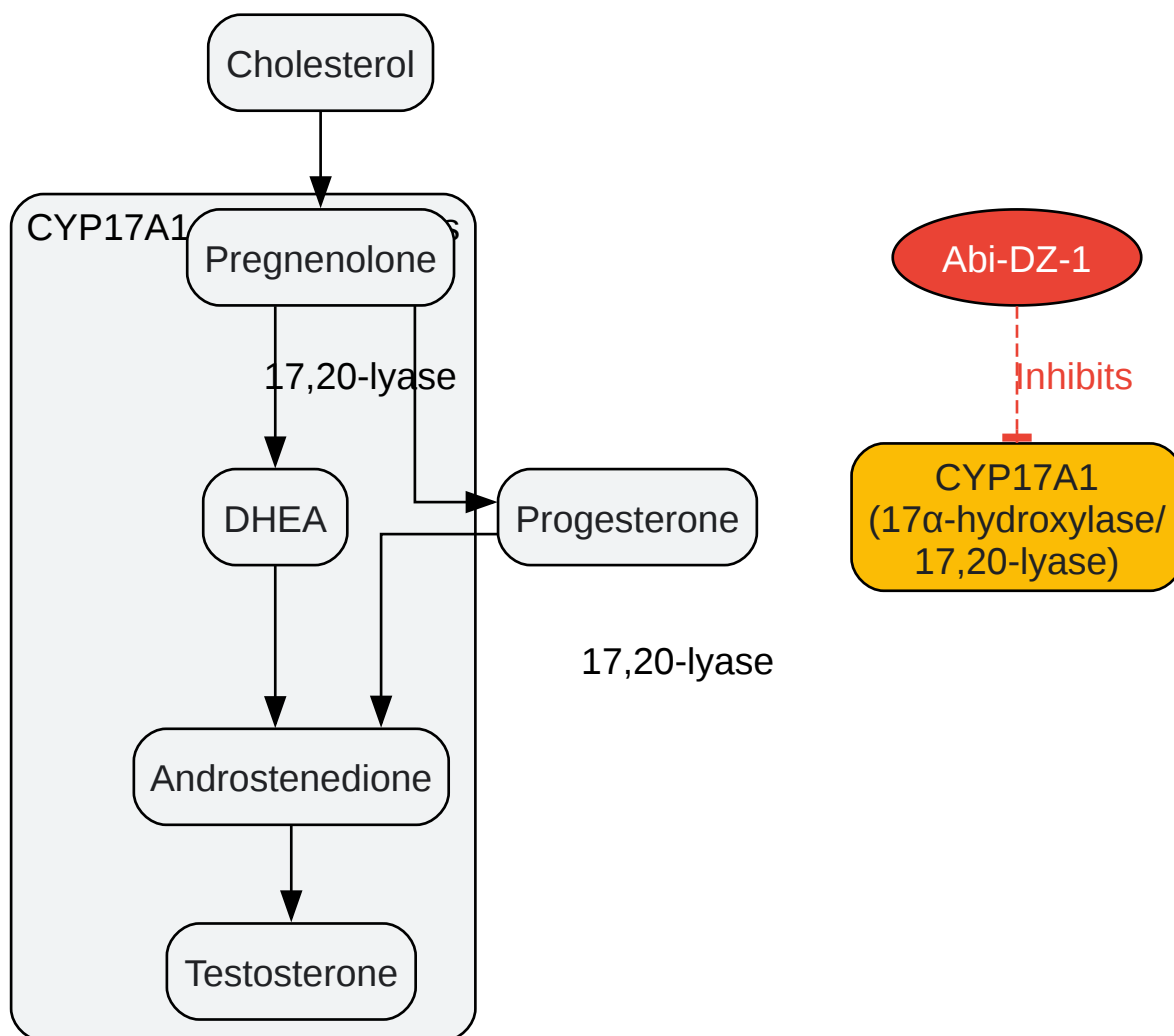 Cholesterol
CYP17A1
Pregnenolone
17,20-lyase
DHEA
Progesterone
17,20-lyase
Androstenedione
Testosterone
Abi-DZ-1
Inhibits
CYP17A1
(17α-hydroxylase/
17,20-lyase)